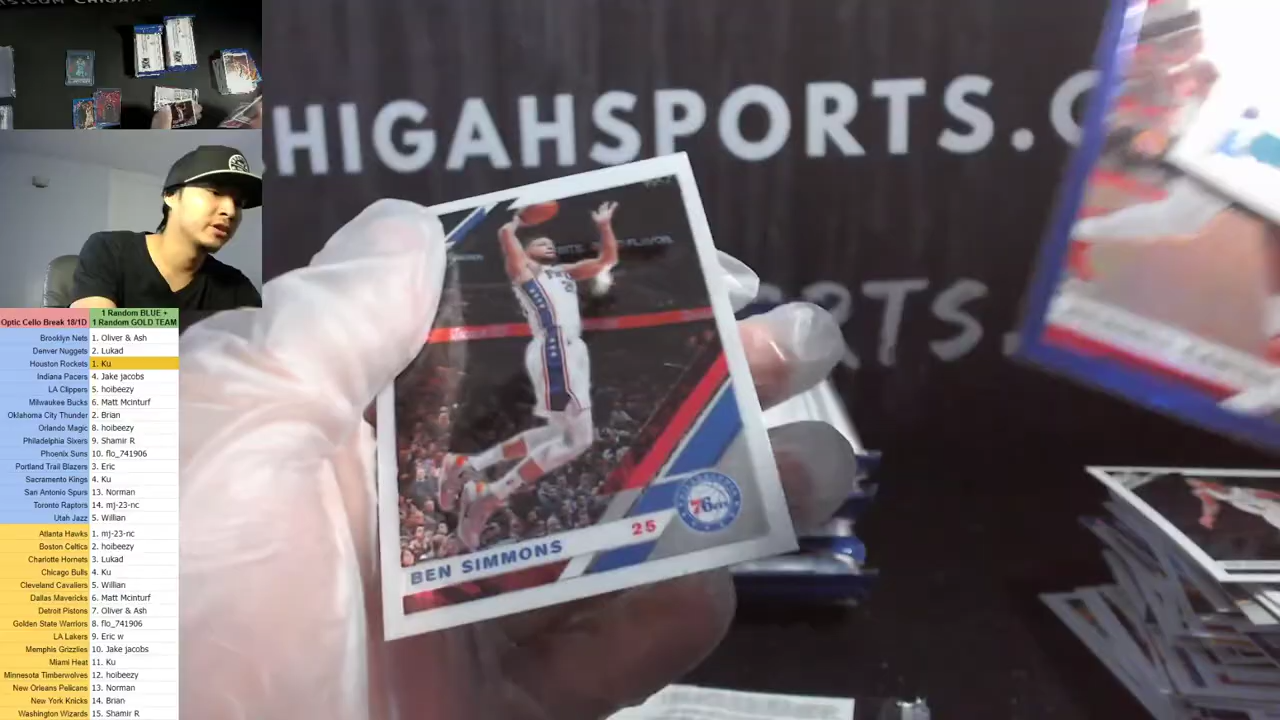 CHIGAH
HIGAHSPORTS.C
RTS.
BEN SIMMONS
25
76ers
Optic Cello Break 18/1D
1 Random BLUE +
1 Random GOLD TEAM
Brooklyn Nets 1. Oliver & Ash
Denver Nuggets 2. Lukad
Houston Rockets 1. Ku
Indiana Pacers 4. Jake jacobs
LA Clippers 5. hoibeezy
Milwaukee Bucks 6. Matt Mcinturf
Oklahoma City Thunder 2. Brian
Orlando Magic 8. hoibeezy
Philadelphia Sixers 9. Shamir R
Phoenix Suns 10. flo_741906
Portland Trail Blazers 3. Eric
Sacramento Kings 4. Ku
San Antonio Spurs 13. Norman
Toronto Raptors 14. mj-23-nc
Utah Jazz 5. Willian
Atlanta Hawks 1. mj-23-nc
Boston Celtics 2. hoibeezy
Charlotte Hornets 3. Lukad
Chicago Bulls 4. Ku
Cleveland Cavaliers 5. Willian
Dallas Mavericks 6. Matt Mcinturf
Detroit Pistons 7. Oliver & Ash
Golden State Warriors 8. flo_741906
LA Lakers 9. Eric w
Memphis Grizzlies 10. Jake jacobs
Miami Heat 11. Ku
Minnesota Timberwolves 12. hoibeezy
New Orleans Pelicans 13. Norman
New York Knicks 14. Brian
Washington Wizards 15. Shamir R